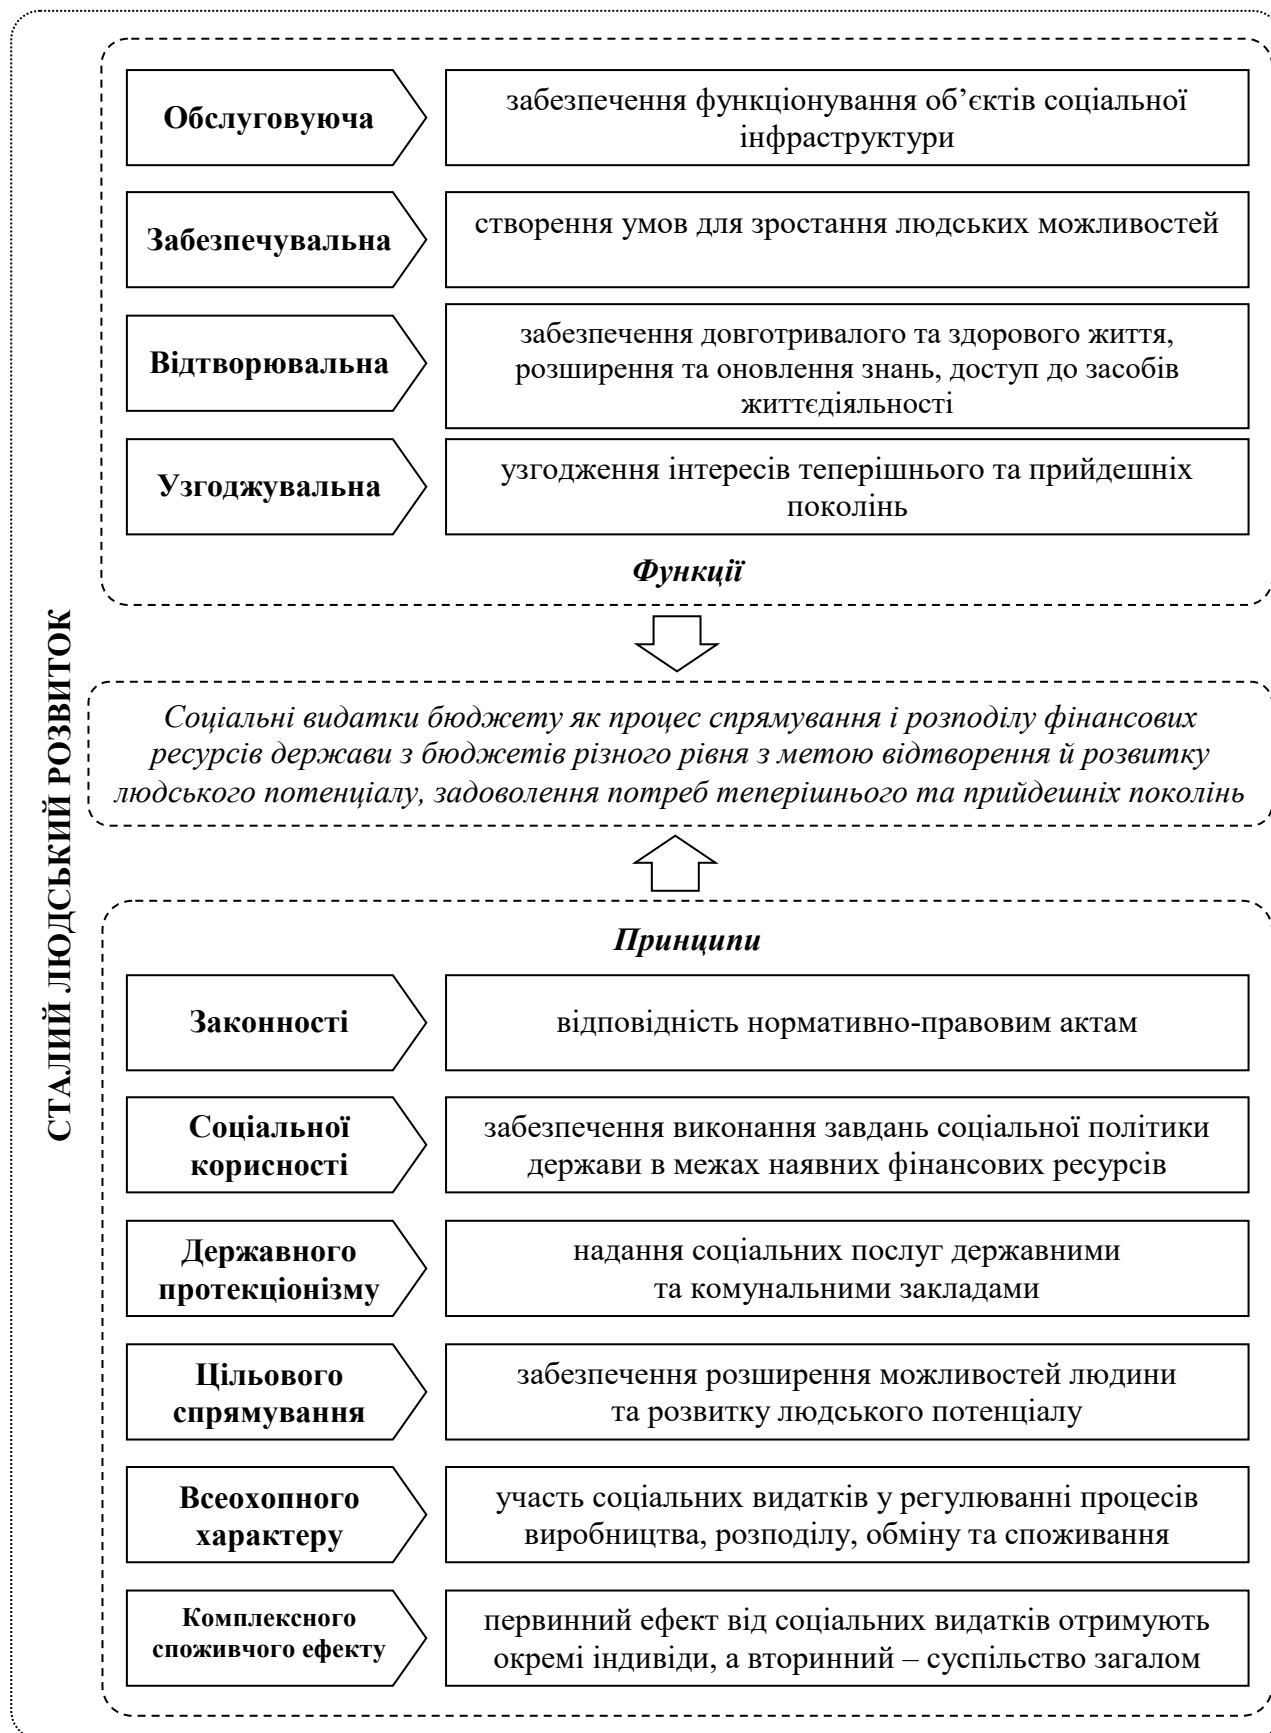 СТАЛИЙ ЛЮДСЬКИЙ РОЗВИТОК
Обслуговуюча
забезпечення функціонування об’єктів соціальної
інфраструктури
Забезпечувальна
створення умов для зростання людських можливостей
Відтворювальна
забезпечення довготривалого та здорового життя,
розширення та оновлення знань, доступ до засобів
життєдіяльності
Узгоджувальна
узгодження інтересів теперішнього та прийдешніх
поколінь
Функції
Соціальні видатки бюджету як процес спрямування і розподілу фінансових
ресурсів держави з бюджетів різного рівня з метою відтворення й розвитку
людського потенціалу, задоволення потреб теперішнього та прийдешніх поколінь
Принципи
Законності
відповідність нормативно-правовим актам
Соціальної
корисності
забезпечення виконання завдань соціальної політики
держави в межах наявних фінансових ресурсів
Державного
протекціонізму
надання соціальних послуг державними
та комунальними закладами
Цільового
спрямування
забезпечення розширення можливостей людини
та розвитку людського потенціалу
Всеохопного
характеру
участь соціальних видатків у регулюванні процесів
виробництва, розподілу, обміну та споживання
Комплексного
споживчого ефекту
первинний ефект від соціальних видатків отримують
окремі індивіди, а вторинний – суспільство загалом